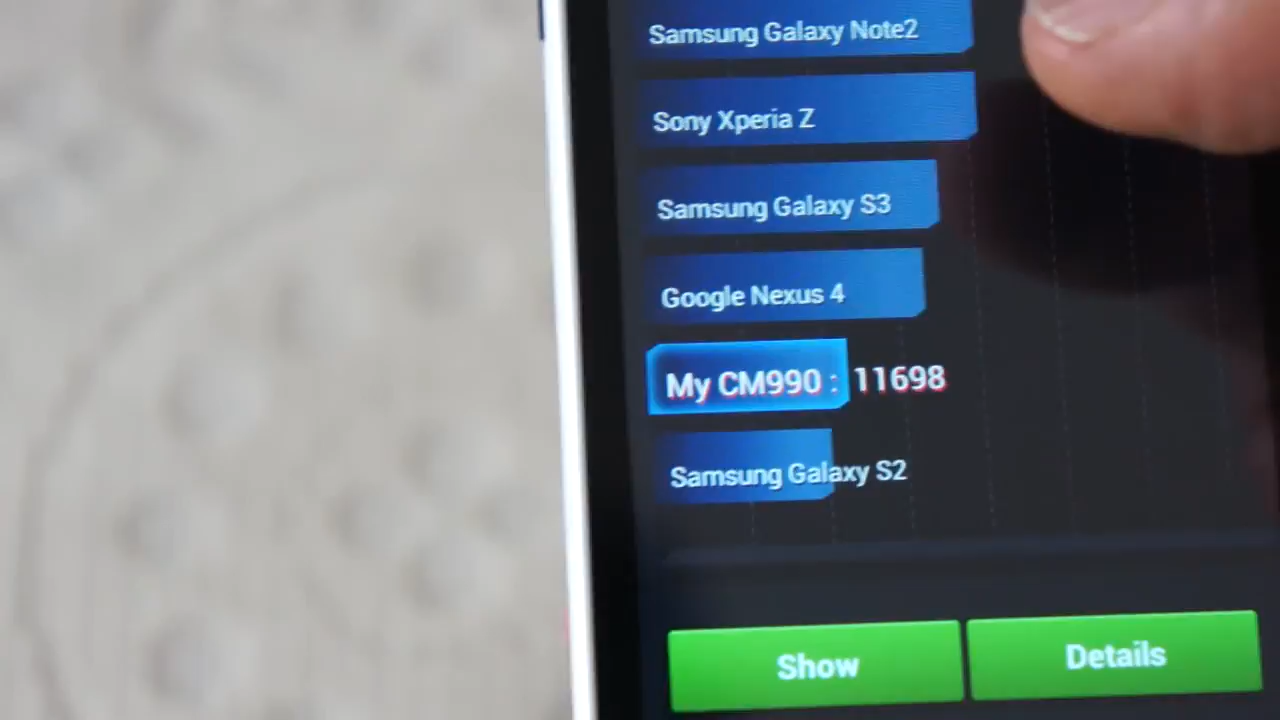 Samsung Galaxy Note2
Sony Xperia Z
Samsung Galaxy S3
Google Nexus 4
My CM990 : 11698
Samsung Galaxy S2
Show Details